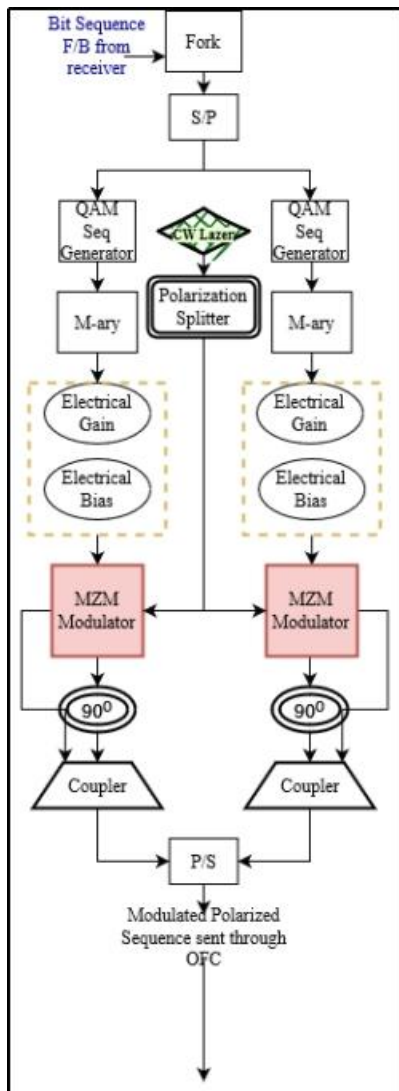 Bit Sequence
F/B from
receiver
Fork
S/P
QAM
Seq
Generator
CW Lazer
QAM
Seq
Generator
M-ary
Polarization
Splitter
M-ary
Electrical
Gain
Electrical
Bias
Electrical
Gain
Electrical
Bias
MZM
Modulator
MZM
Modulator
90⁰
90⁰
Coupler
Coupler
P/S
Modulated Polarized
Sequence sent through
OFC